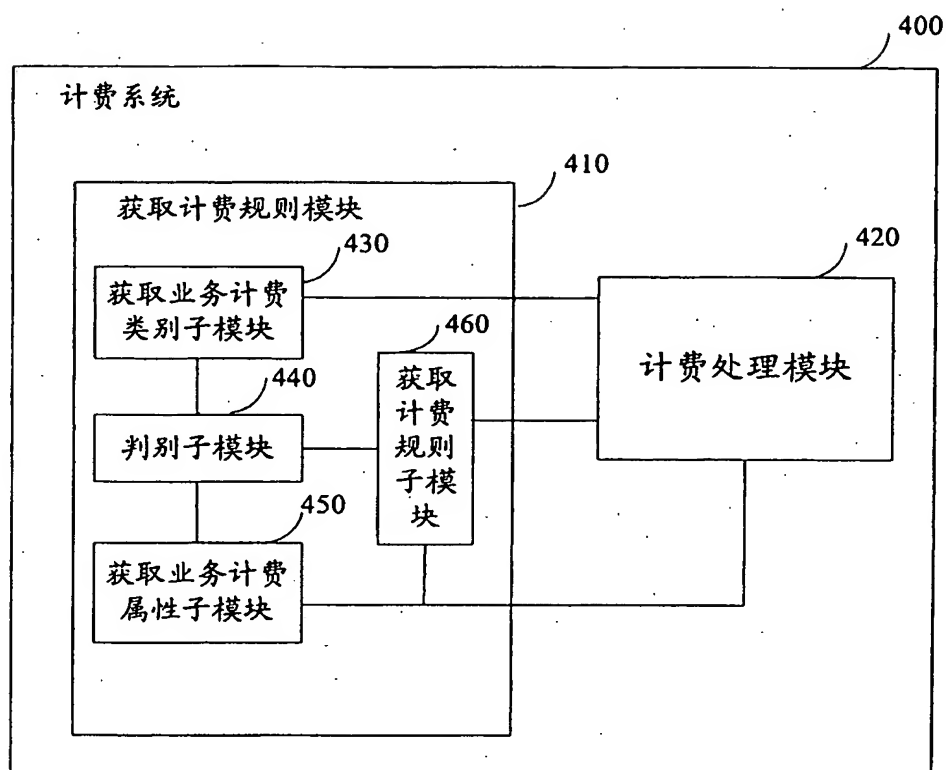 400
计费系统
410
获取计费规则模块
430
420
获取业务计费
类别子模块
460
计费处理模块
440
获取
计费
规则
子模
块
判别子模块
450
获取业务计费
属性子模块